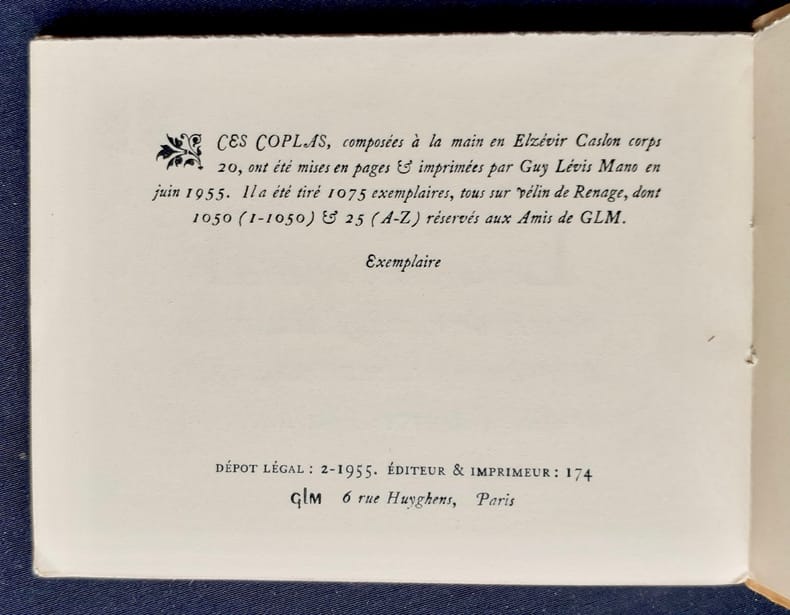 CES COPLAS, composées à la main en Elzévir Caslon corps
20, ont été mises en pages & imprimées par Guy Lévis Mano en
juin 1955. Il a été tiré 1075 exemplaires, tous sur vélin de Renage, dont
1050 (1-1050) & 25 (A-Z) réservés aux Amis de GLM.
Exemplaire
DÉPOT LÉGAL : 2-1955. ÉDITEUR & IMPRIMEUR : 174
GLM 6 rue Huyghens, Paris